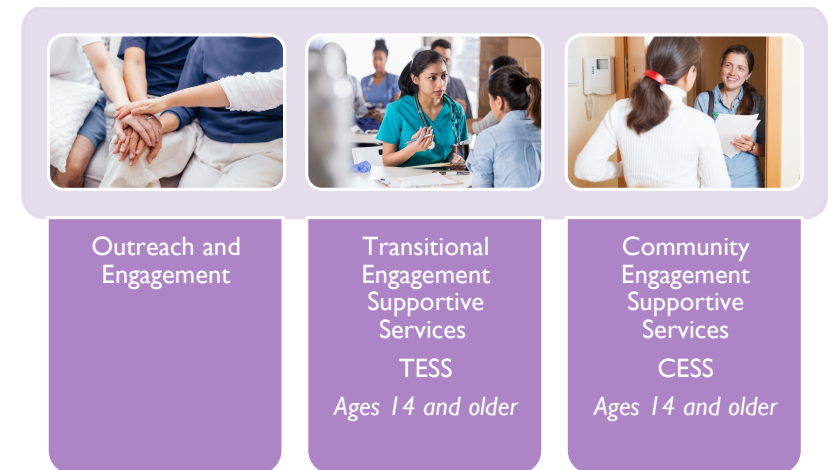 Outreach and
Engagement
Transitional
Engagement
Supportive
Services
TESS
Ages 14 and older
Community
Engagement
Supportive
Services
CESS
Ages 14 and older